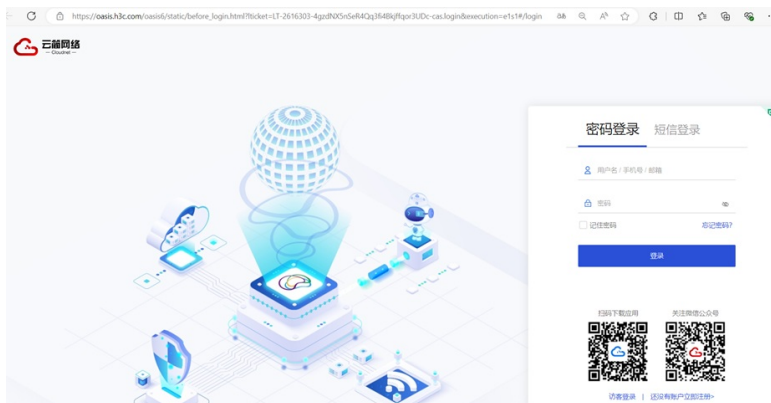 https://oasis.h3c.com/oasis6/static/before_login.html?lticket=LT-2616303-4gzdNX5nSeR4Qq3fi4Bkjffqor3UDc-cas.login&execution=e1s1#/login
云简网络
Cloudnet
密码登录 短信登录
用户名 / 手机号 / 邮箱
密码
记住密码 忘记密码?
登录
扫码下载应用 关注微信公众号
访客登录 | 还没有账户立即注册>